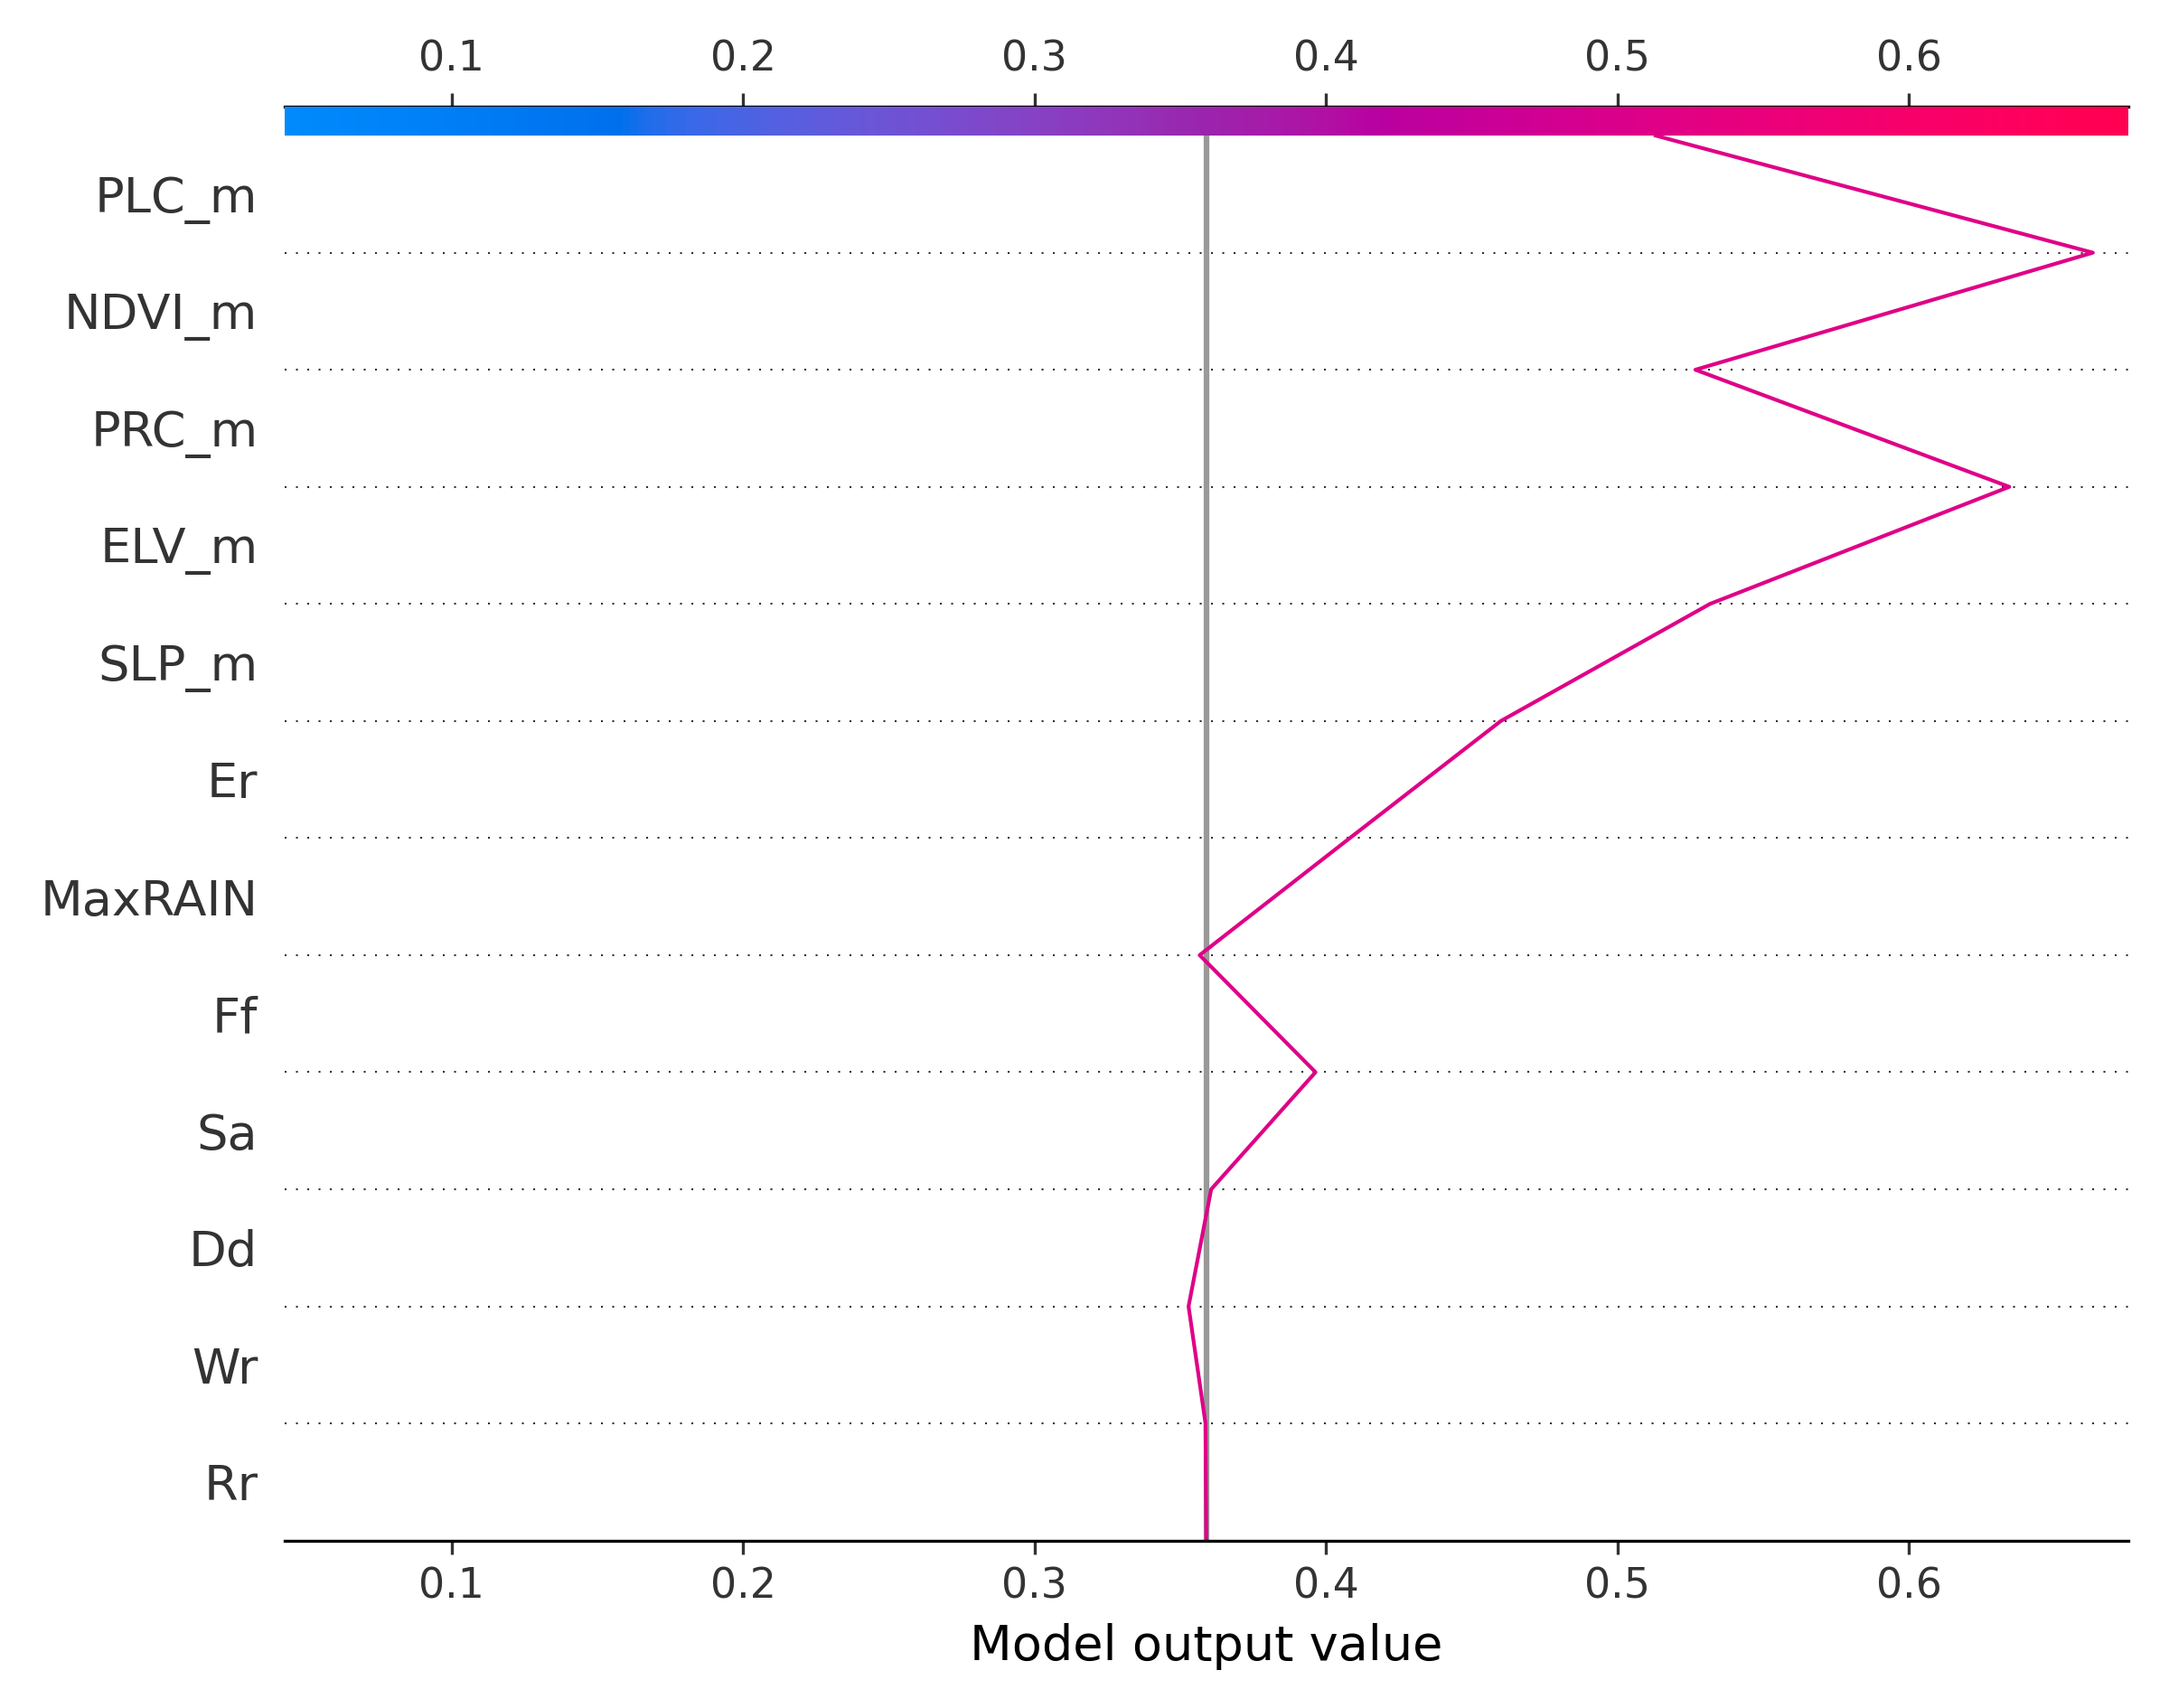 0.1 0.2 0.3 0.4 0.5 0.6
PLC_m
NDVI_m
PRC_m
ELV_m
SLP_m
Er
MaxRAIN
Ff
Sa
Dd
Wr
Rr
0.1 0.2 0.3 0.4 0.5 0.6
Model output value